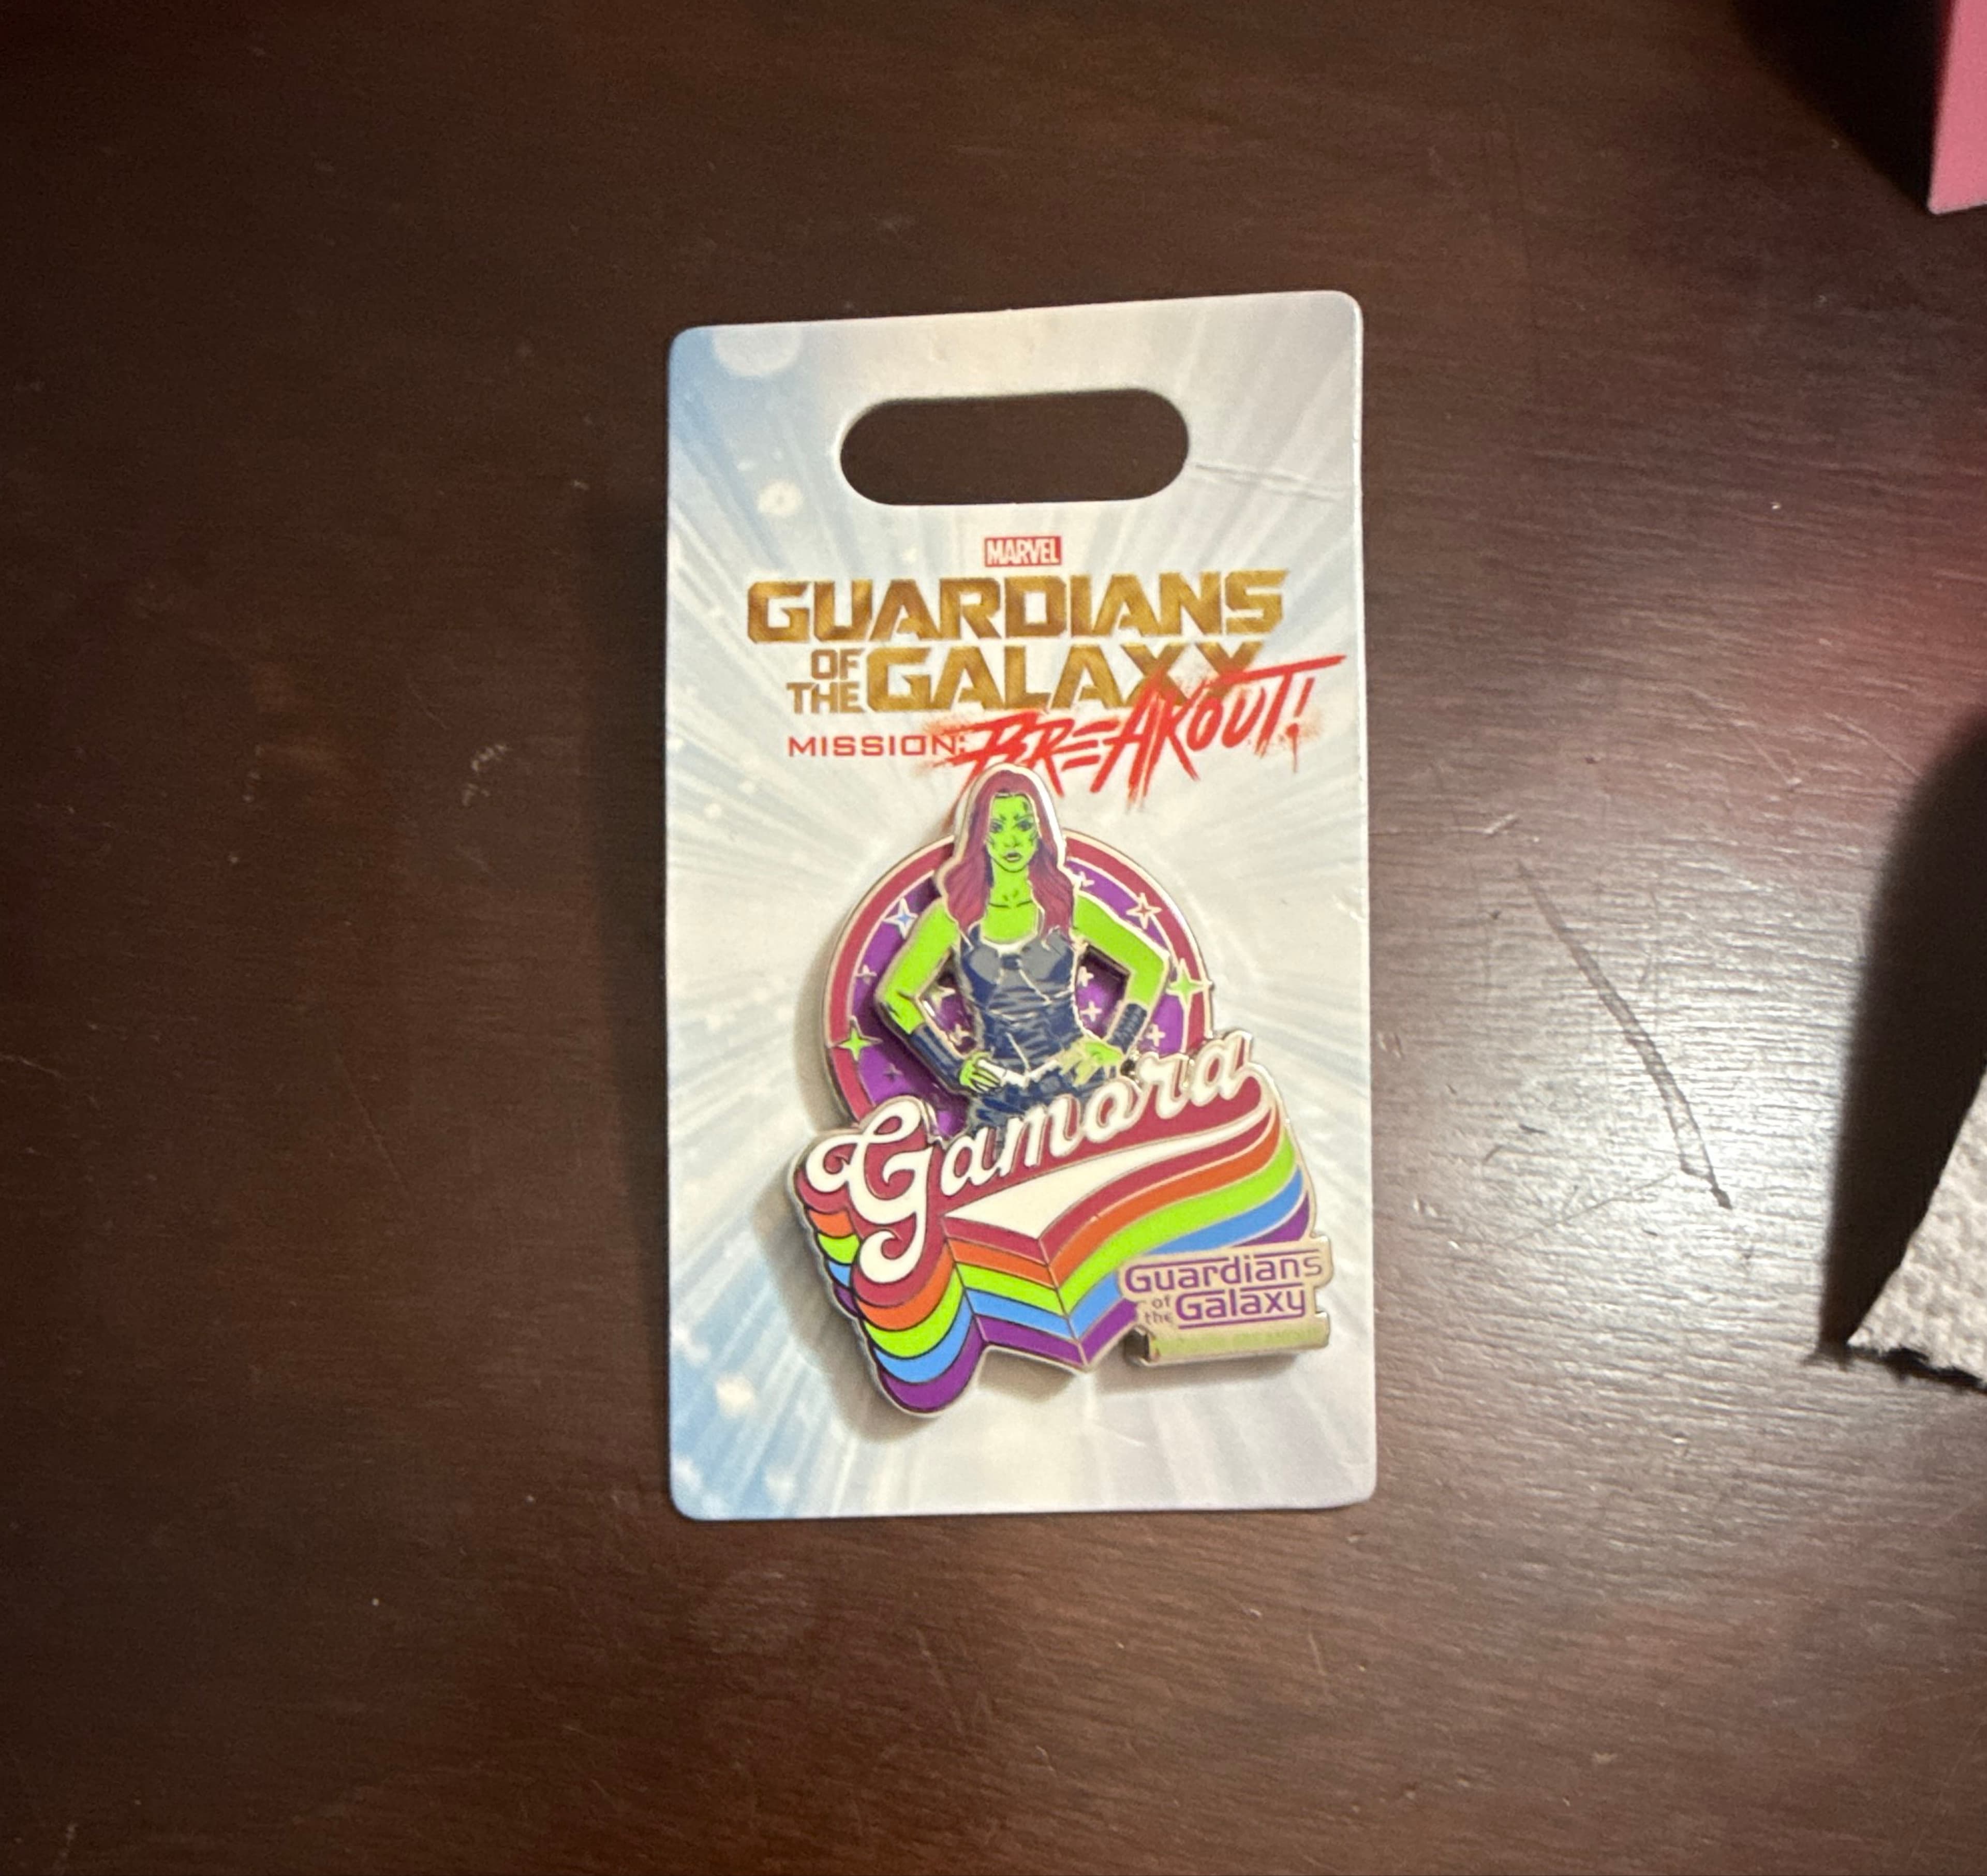 MARVEL
GUARDIANS
OF THE GALAXY
MISSION: BREAKOUT!
Gamora
Guardians
of the Galaxy